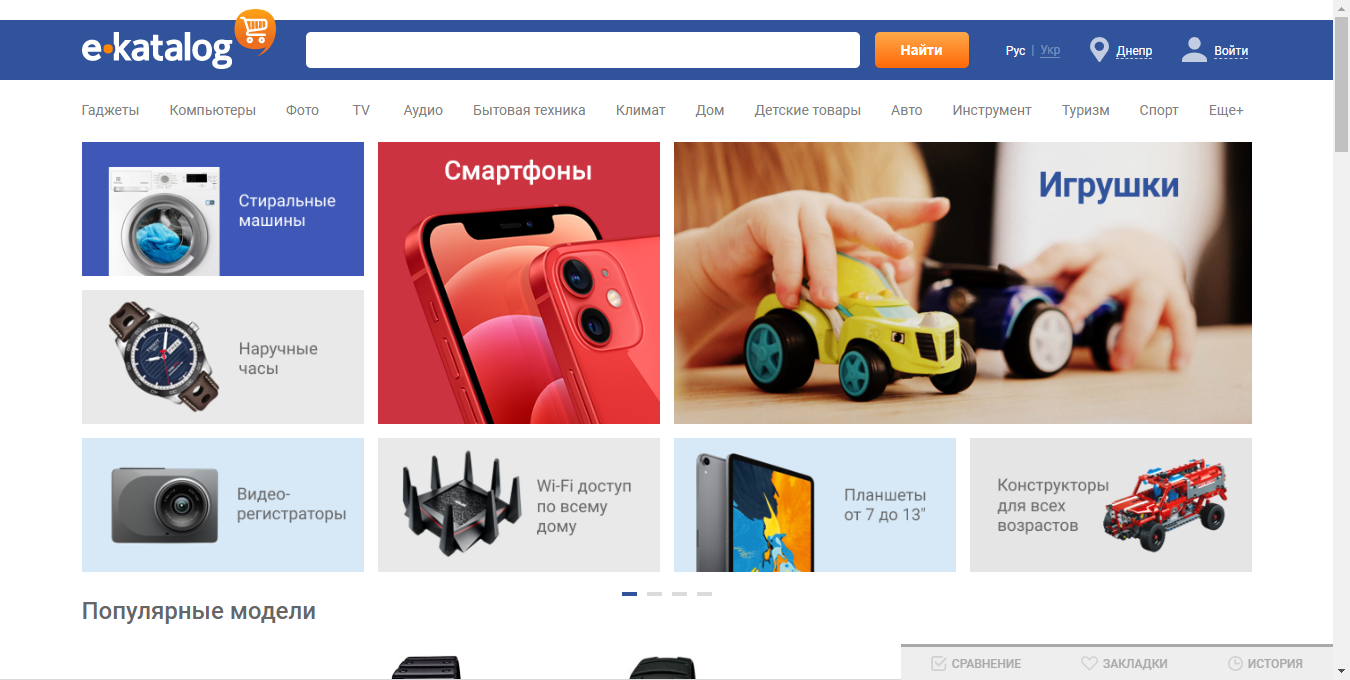 e·katalog
Найти
Рус | Укр
Днепр
Войти
Гаджеты Компьютеры Фото TV Аудио Бытовая техника Климат Дом Детские товары Авто Инструмент Туризм Спорт Еще+
Стиральные
машины
Смартфоны
Игрушки
Наручные
часы
Видео-
регистраторы
Wi-Fi доступ
по всему
дому
Планшеты
от 7 до 13"
Конструкторы
для всех
возрастов
Популярные модели
СРАВНЕНИЕ ЗАКЛАДКИ ИСТОРИЯ